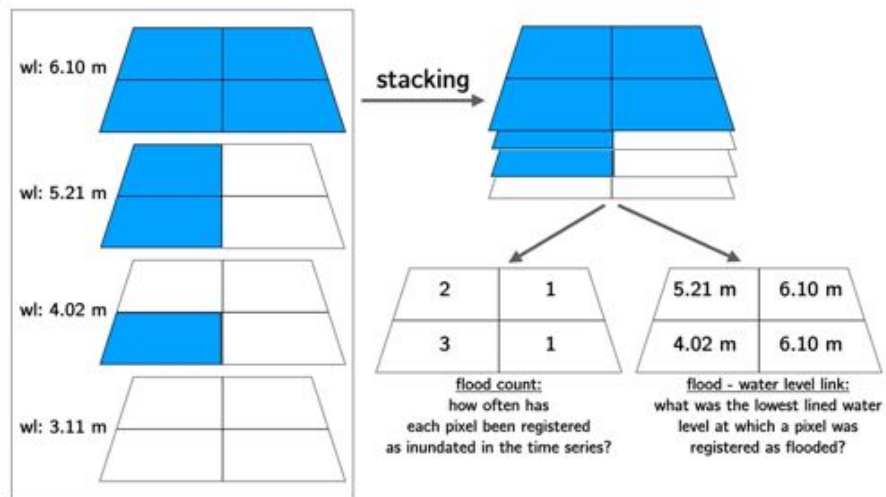 wl: 6.10 m
wl: 5.21 m
wl: 4.02 m
wl: 3.11 m
stacking
2 1
3 1
flood count:
how often has
each pixel been registered
as inundated in the time series?
5.21 m 6.10 m
4.02 m 6.10 m
flood - water level link:
what was the lowest lined water
level at which a pixel was
registered as flooded?